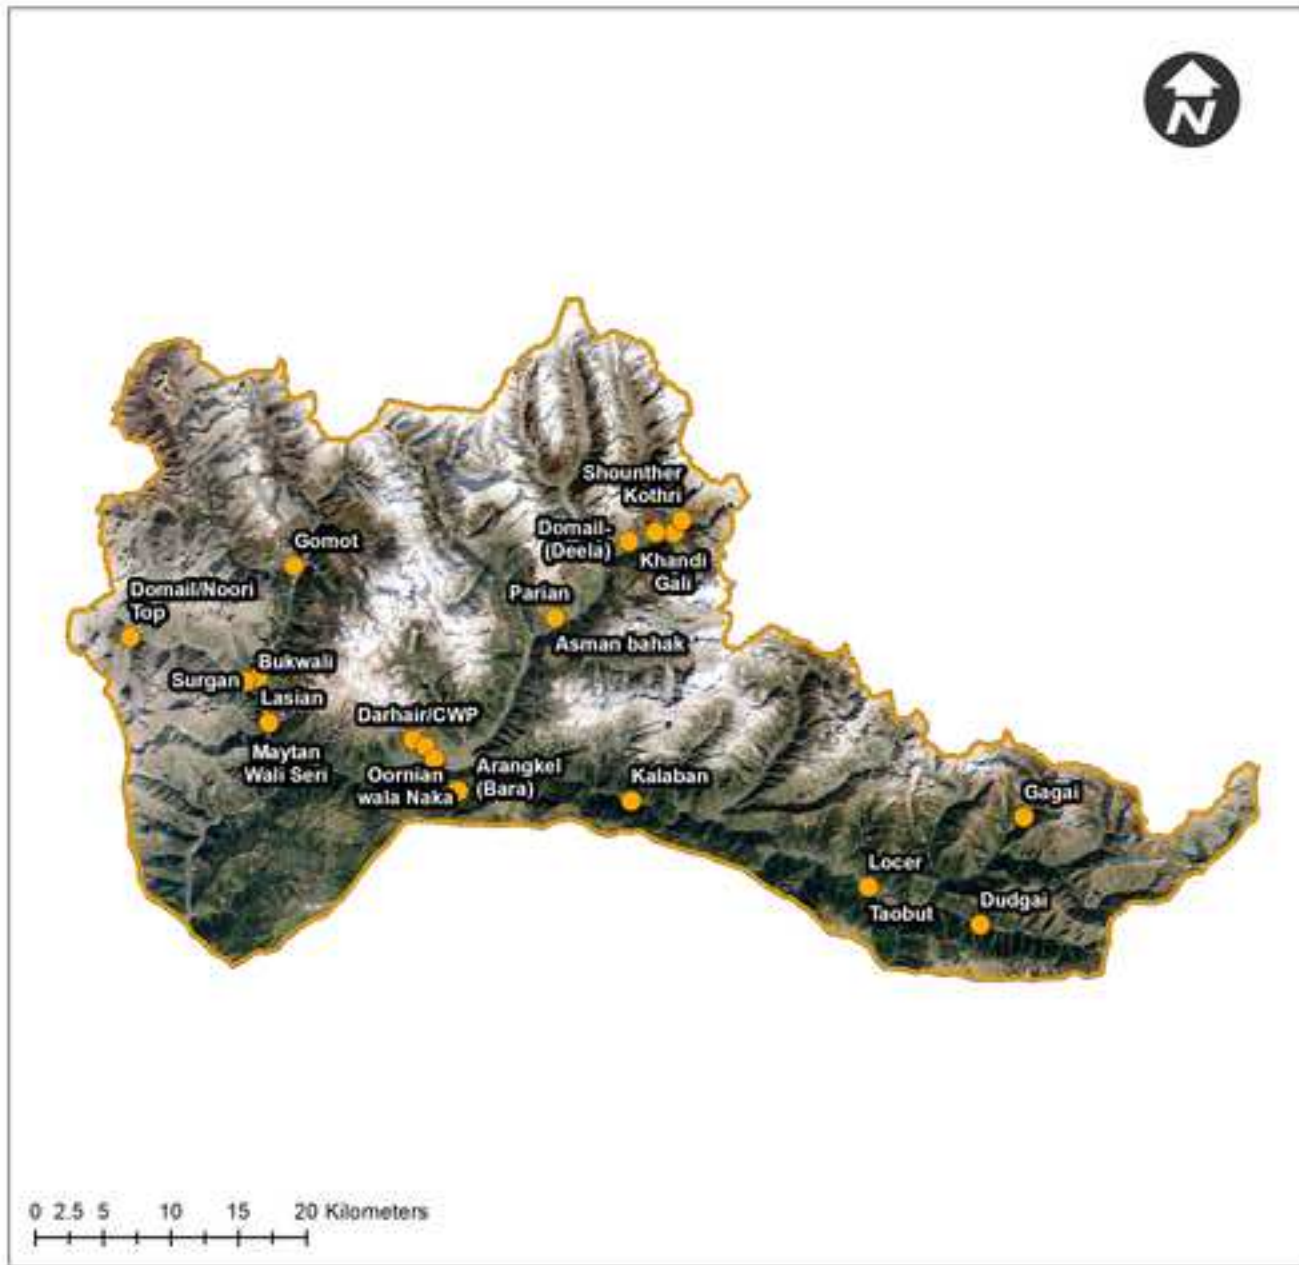 N
Shounther
Kothri
Domail-
(Deela)
Khandi
Gali
Gomot
Domail/Noori
Top
Parian
Asman bahak
Bukwali
Surgan
Lasian
Maytan
Wali Seri
Darhair/CWP
Oornian
wala Naka
Arangkel
(Bara)
Kalaban
Gagai
Locer
Taobut
Dudgai
0 2.5 5 10 15 20 Kilometers